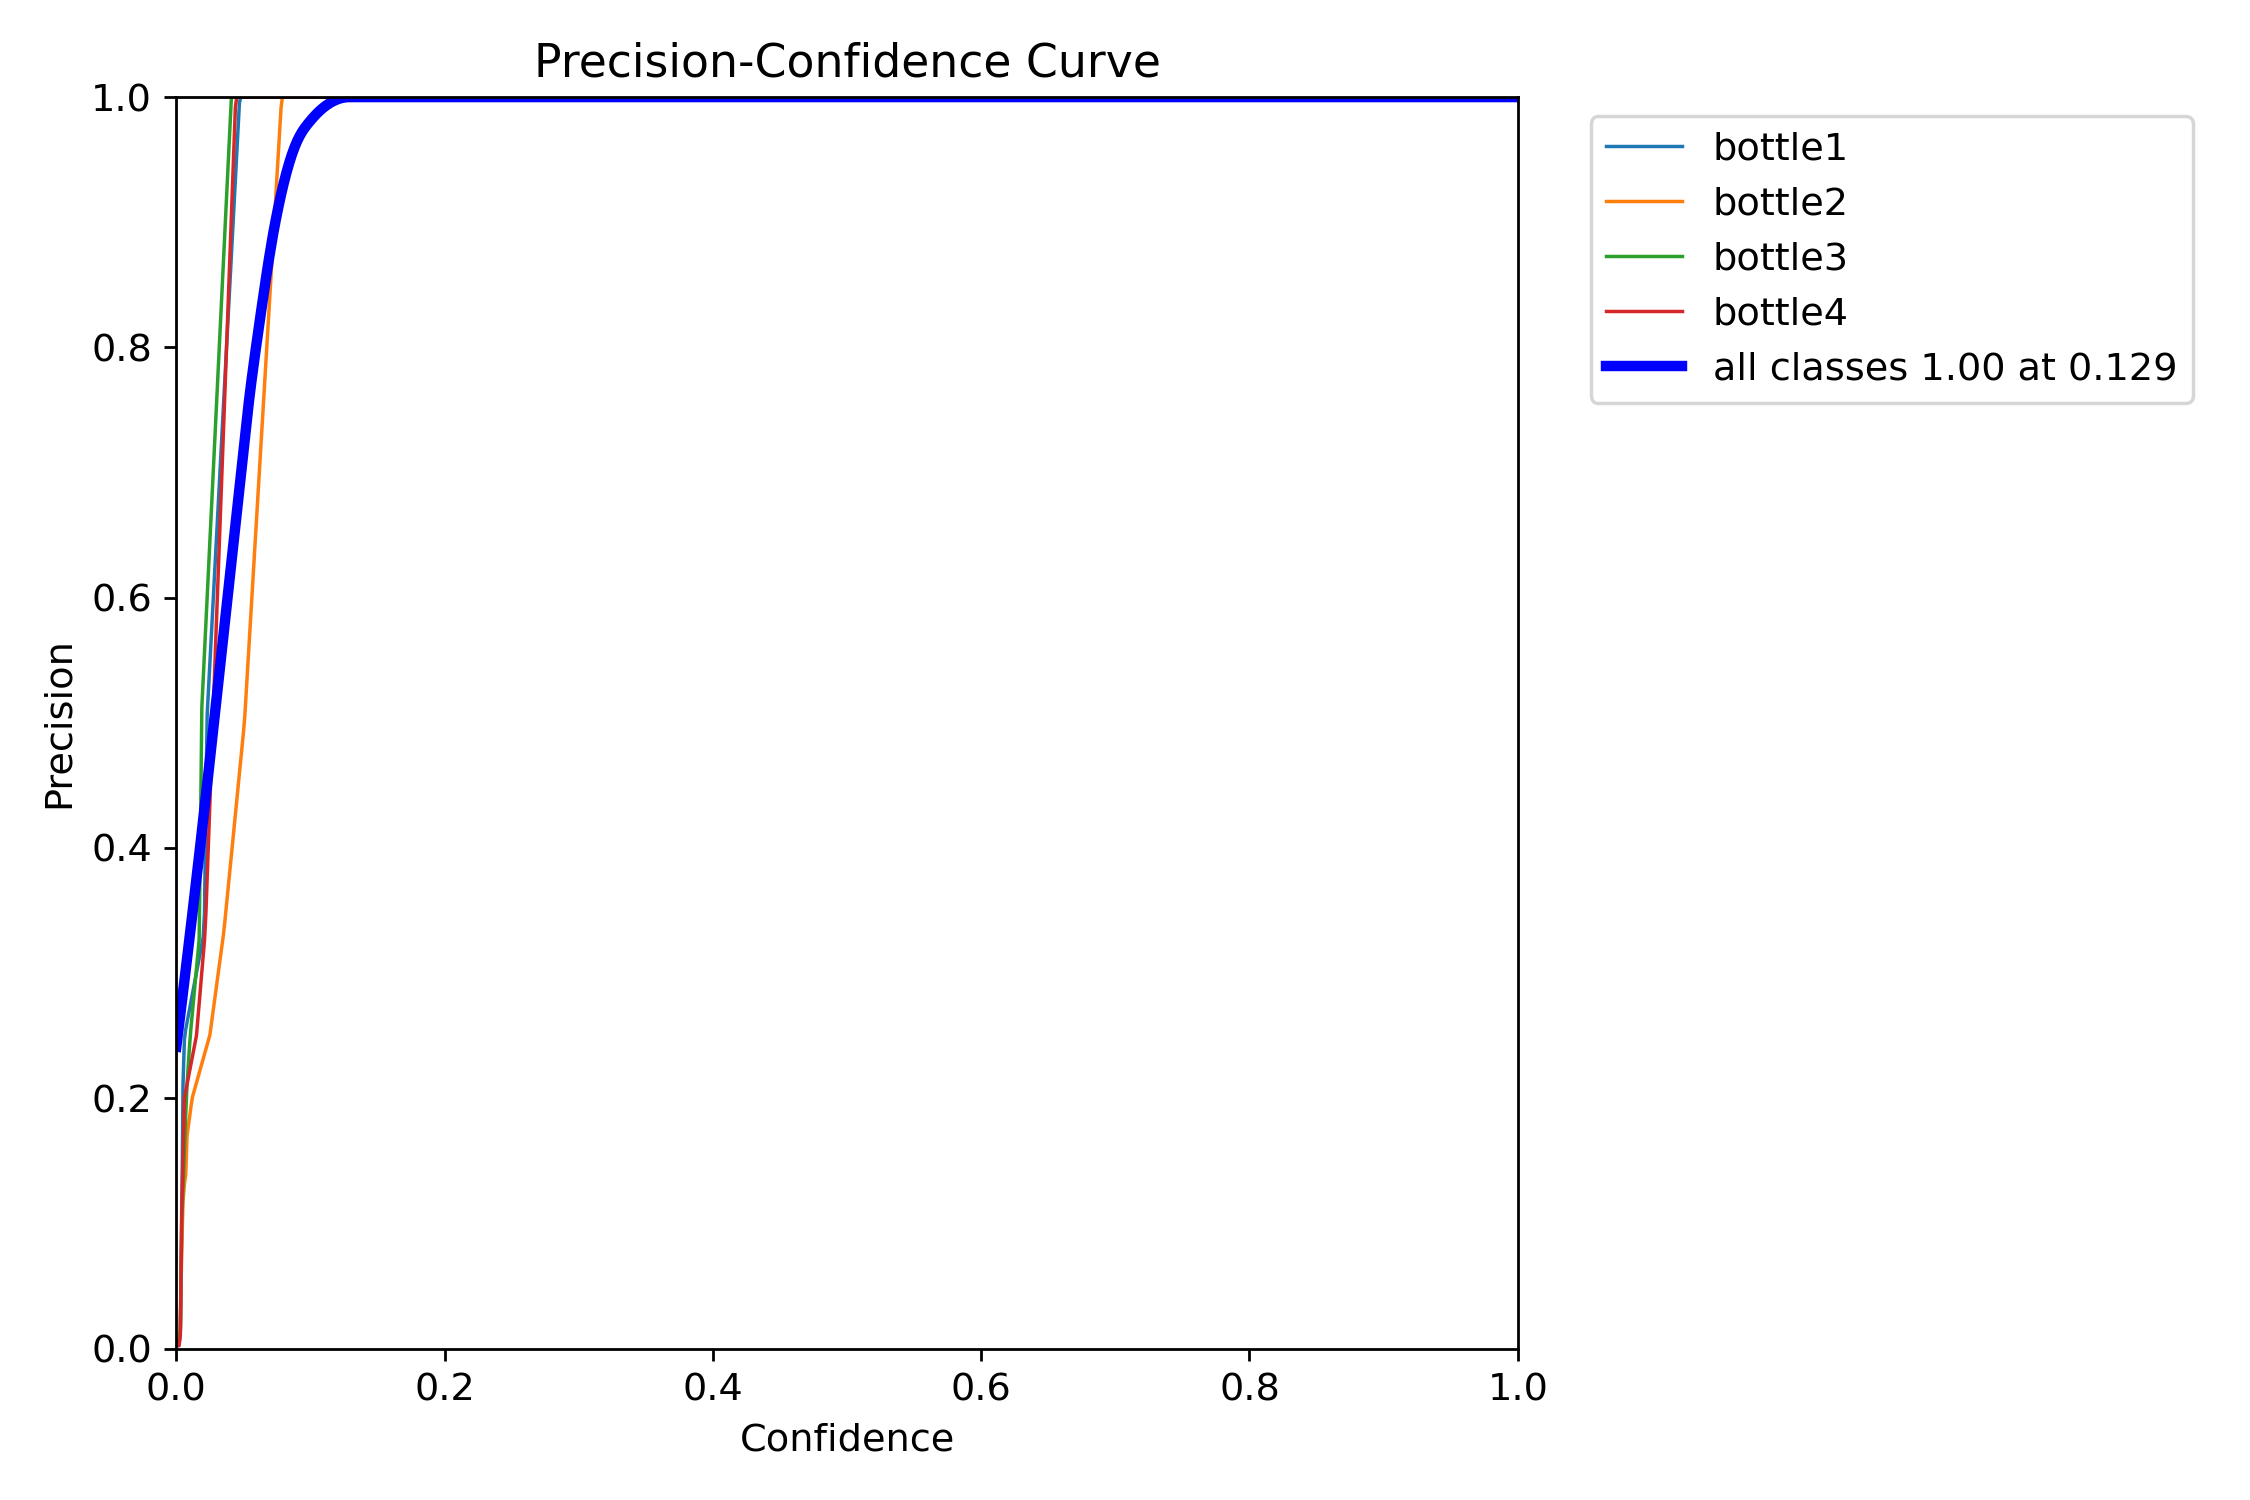 Precision-Confidence Curve
1.0
0.8
0.6
0.4
0.2
0.0
Precision
0.0 0.2 0.4 0.6 0.8 1.0
Confidence
bottle1
bottle2
bottle3
bottle4
all classes 1.00 at 0.129